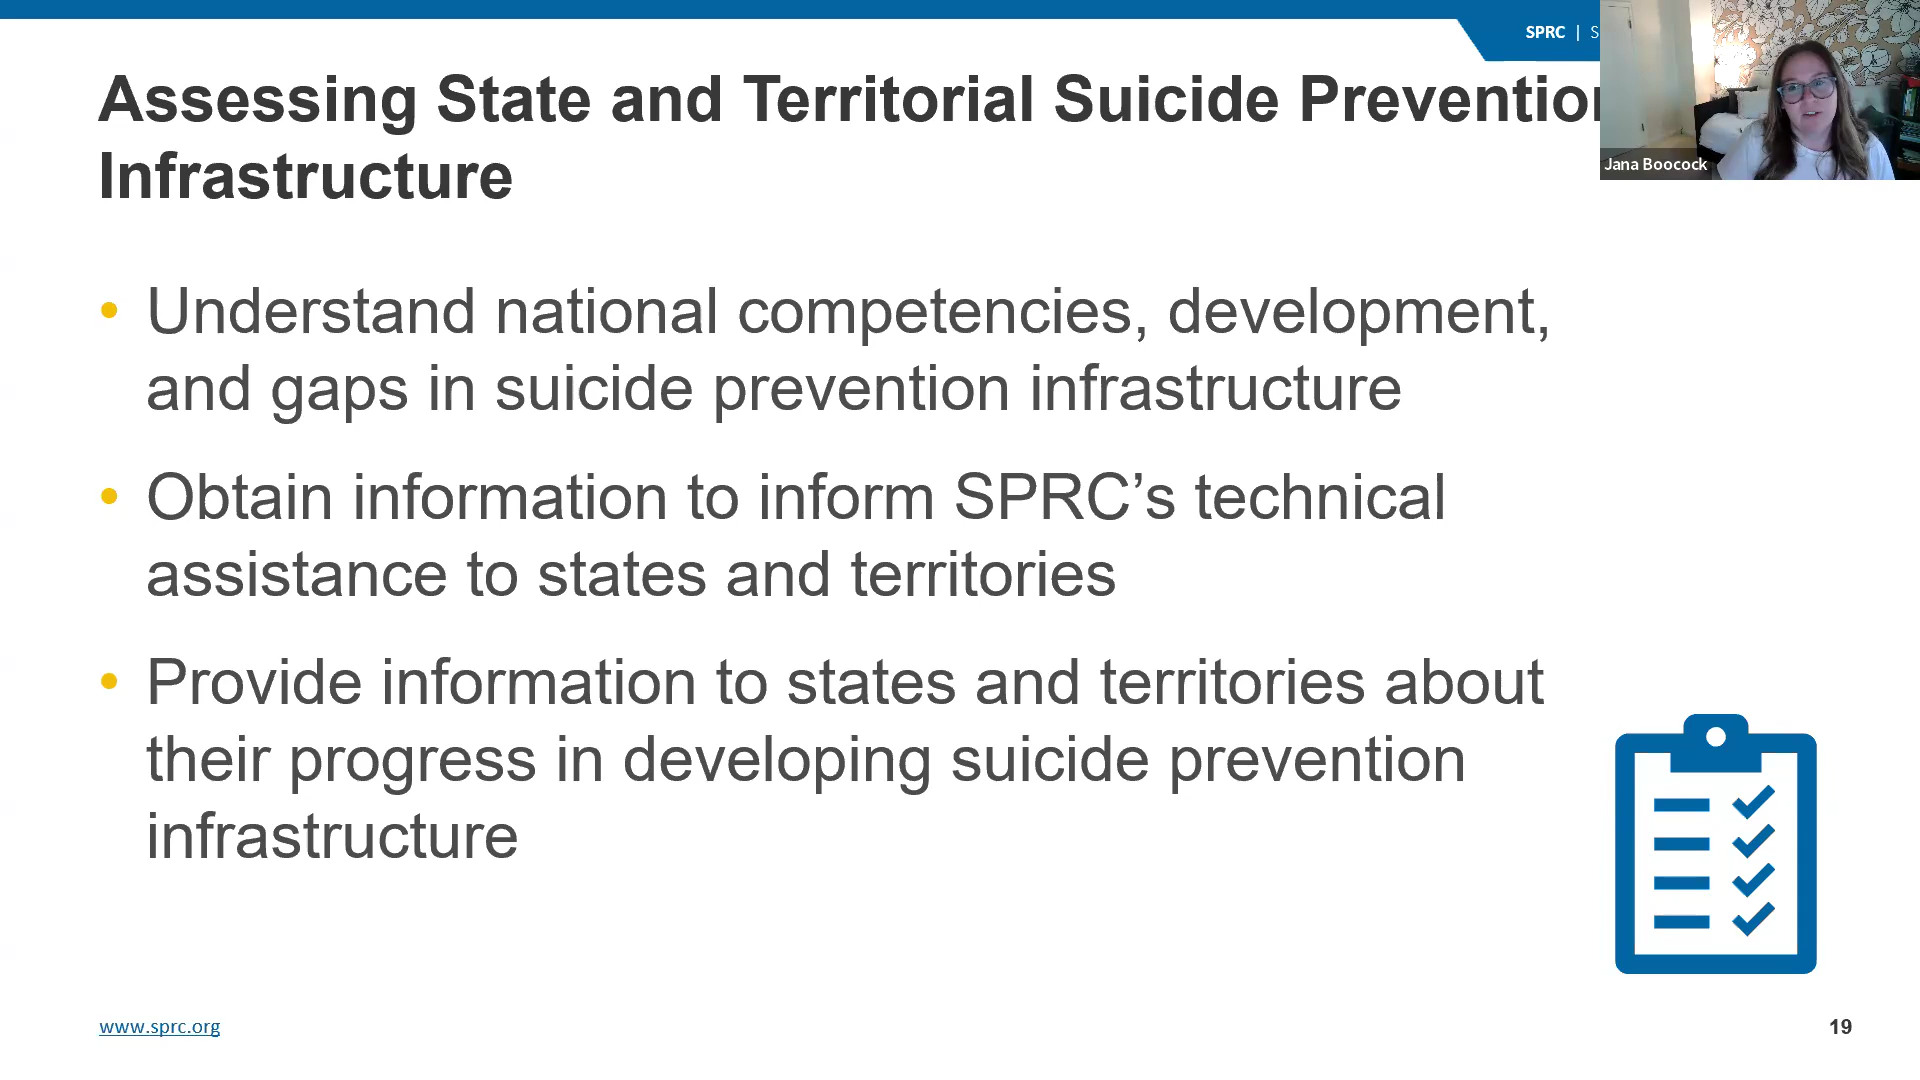 SPRC | S
Assessing State and Territorial Suicide Prevention
Infrastructure
Jana Boocock
• Understand national competencies, development,
and gaps in suicide prevention infrastructure
• Obtain information to inform SPRC’s technical
assistance to states and territories
• Provide information to states and territories about
their progress in developing suicide prevention
infrastructure
www.sprc.org
19